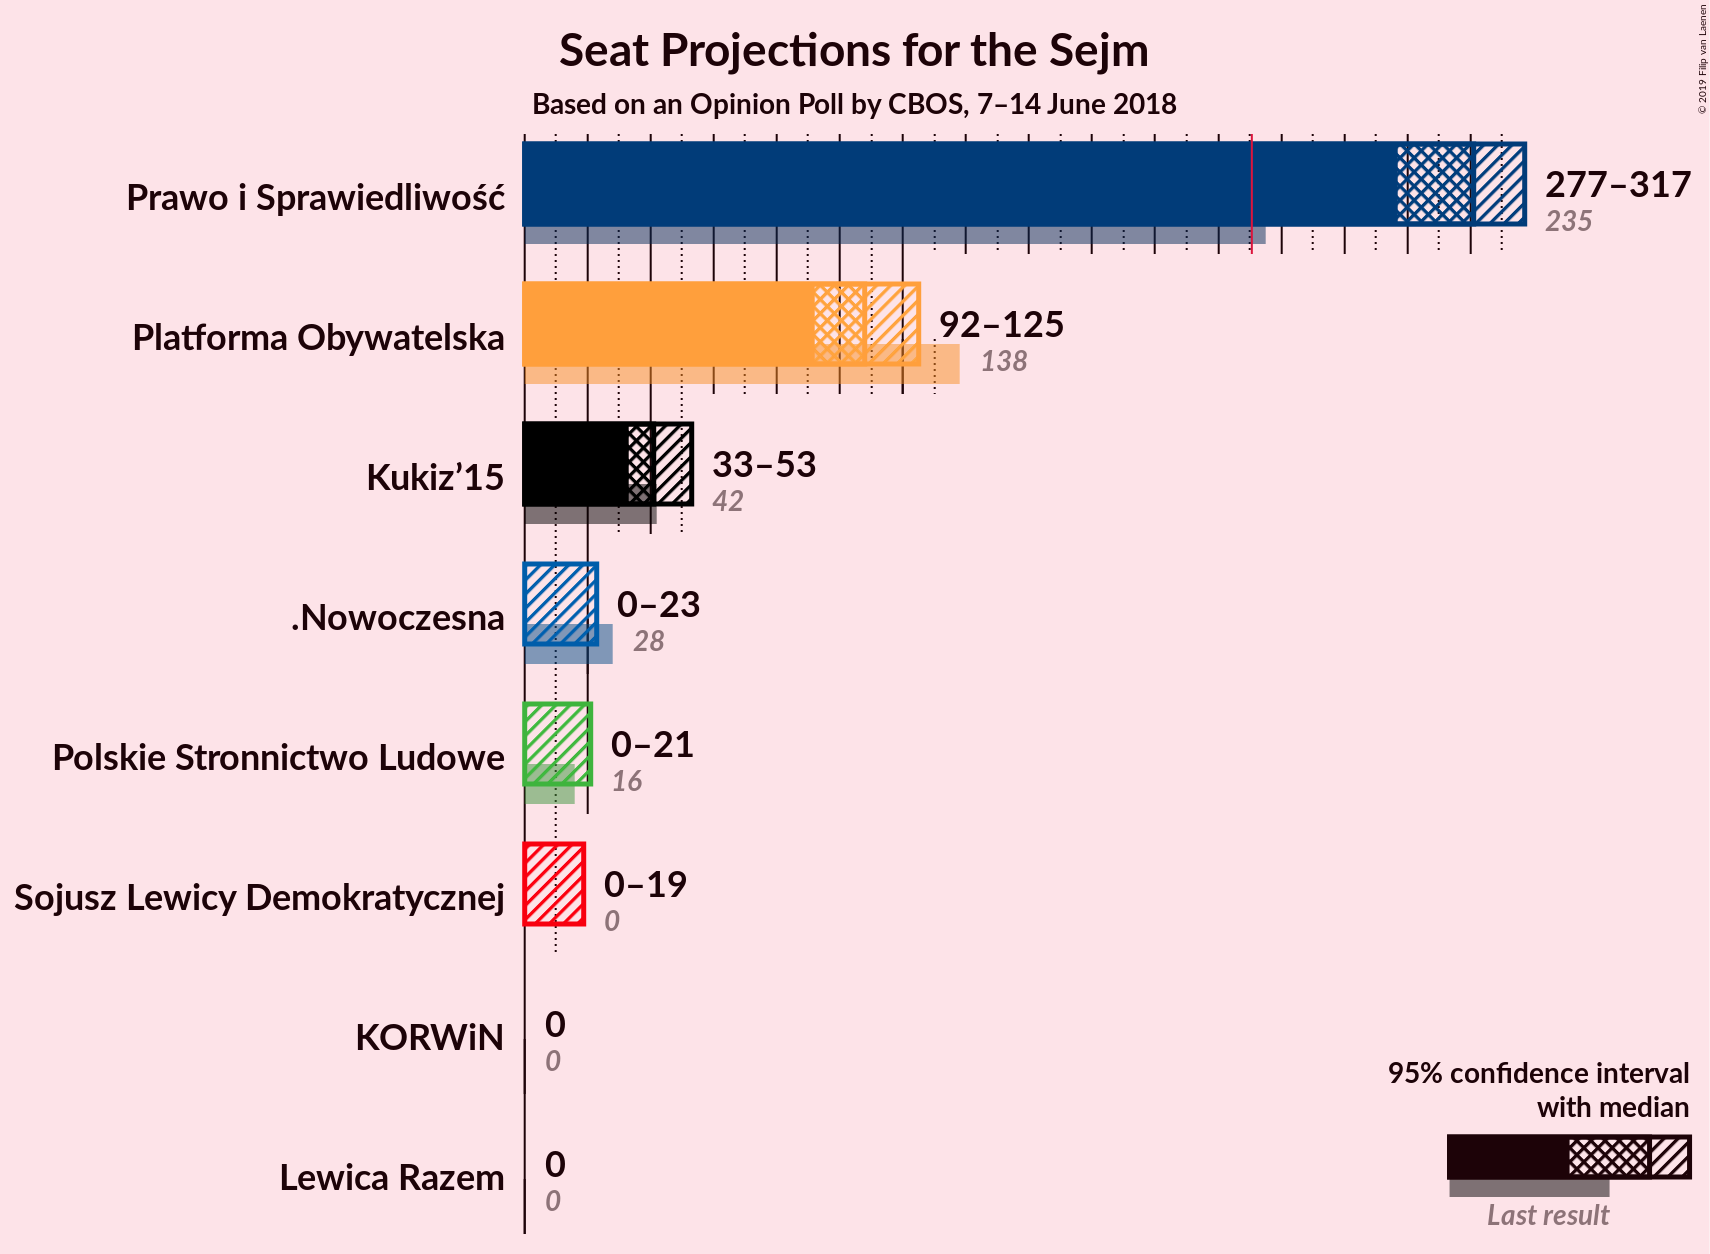 Seat Projections for the Sejm
Based on an Opinion Poll by CBOS, 7–14 June 2018
© 2019 Filip van Laenen
Prawo i Sprawiedliwość
277–317
235
Platforma Obywatelska
92–125
138
Kukiz’15
33–53
42
.Nowoczesna
0–23
28
Polskie Stronnictwo Ludowe
0–21
16
Sojusz Lewicy Demokratycznej
0–19
0
KORWiN
0
0
Lewica Razem
0
0
95% confidence interval
with median
Last result